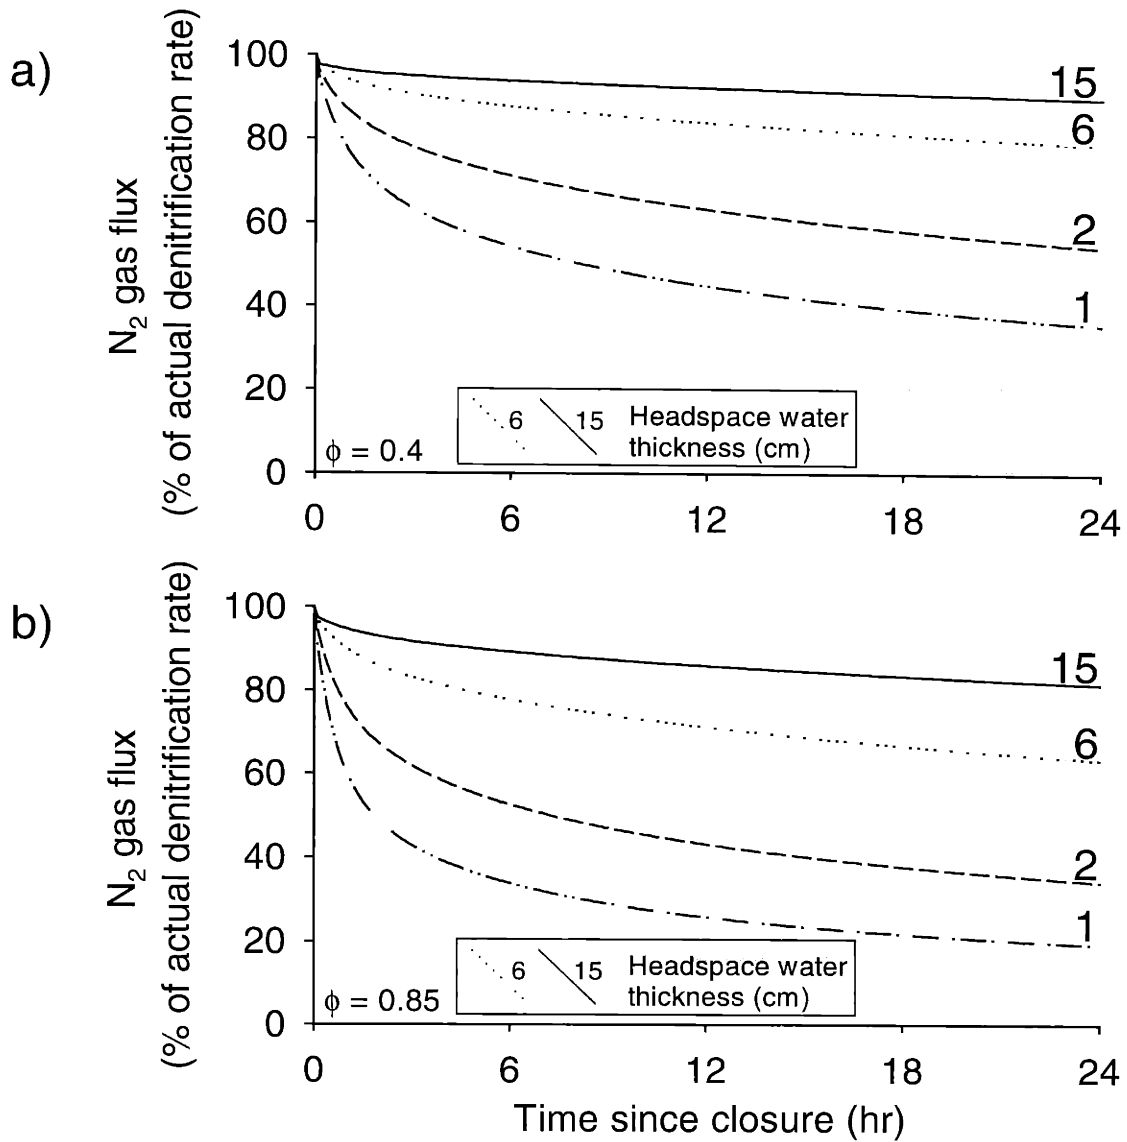 a)
N₂ gas flux
(% of actual denitrification rate)
100
80
60
40
20
0
15
6
2
1
6 15 Headspace water
thickness (cm)
ϕ = 0.4
0 6 12 18 24
b)
N₂ gas flux
(% of actual denitrification rate)
100
80
60
40
20
0
15
6
2
1
6 15 Headspace water
thickness (cm)
ϕ = 0.85
0 6 12 18 24
Time since closure (hr)